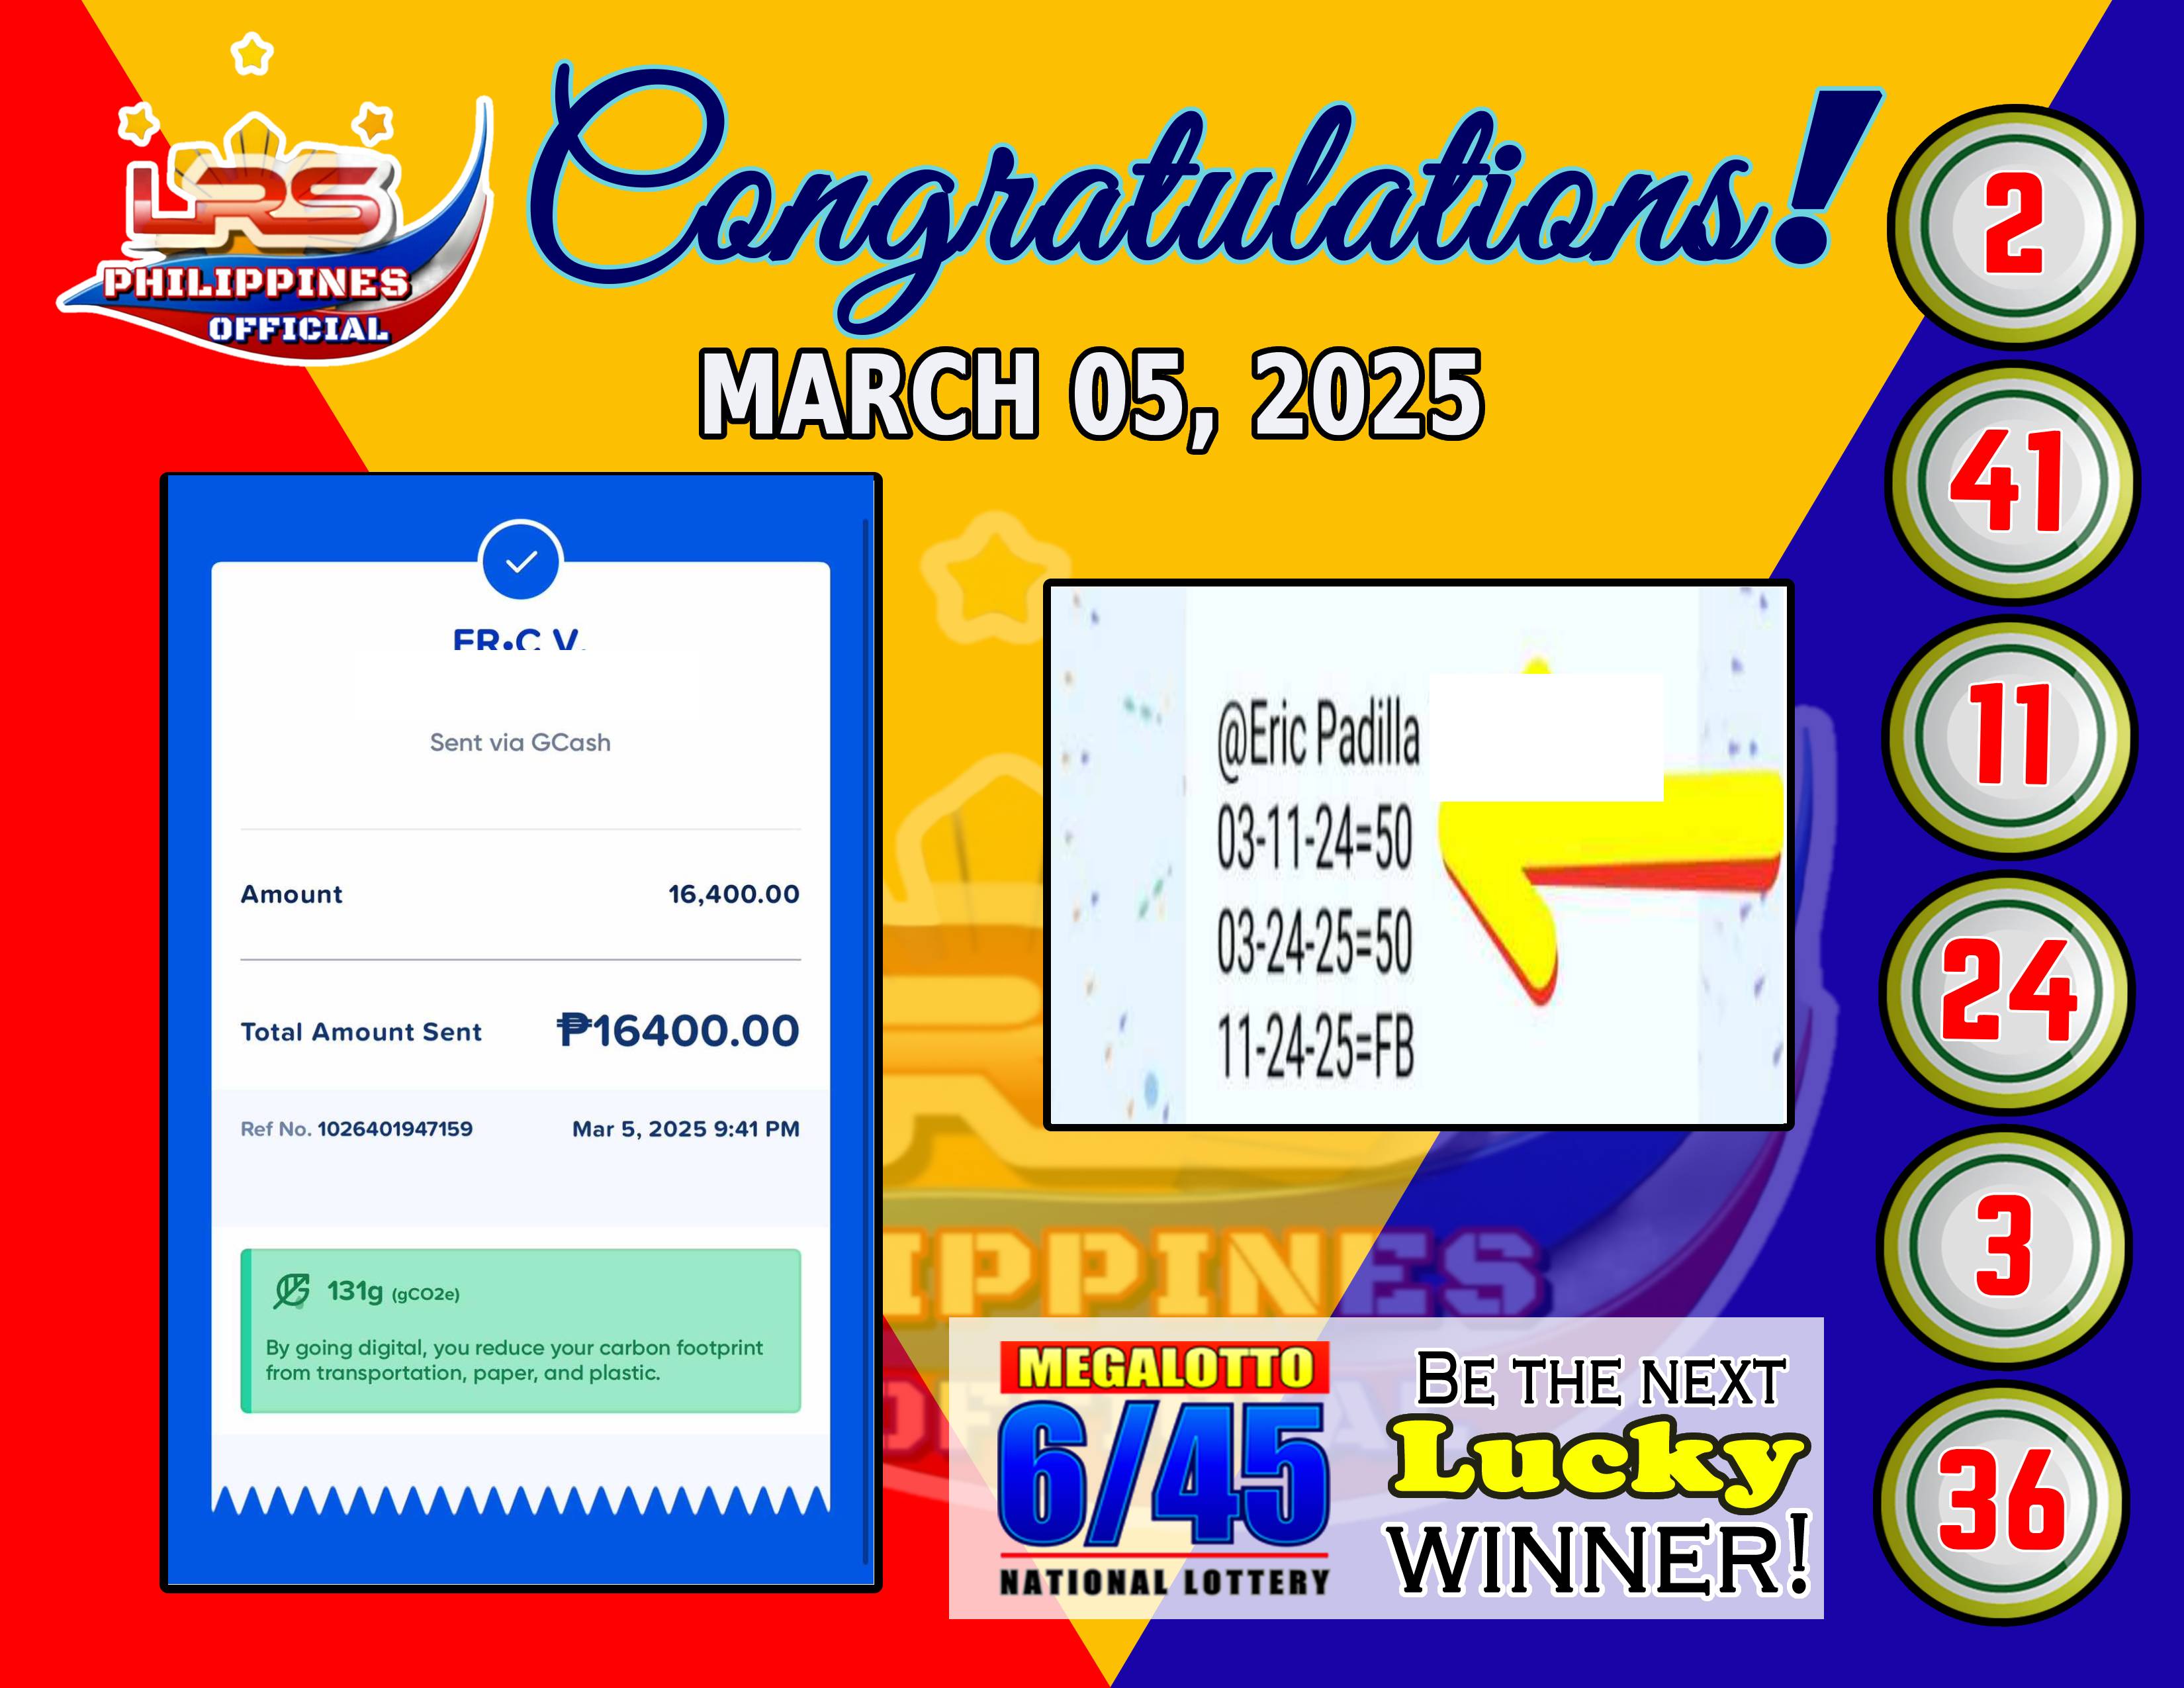 LRS
PHILIPPINES
OFFICIAL
Congratulations!
MARCH 05, 2025
Sent via GCash
Amount 16,400.00
Total Amount Sent ₱16400.00
Ref No. 1026401947159 Mar 5, 2025 9:41 PM
131g (gCO2e)
By going digital, you reduce your carbon footprint
from transportation, paper, and plastic.
@Eric Padilla
03-11-24=50
03-24-25=50
11-24-25=FB
IPPINES
MEGALOTTO
6/45
NATIONAL LOTTERY
BE THE NEXT
Lucky
WINNER!
2
41
11
24
3
36